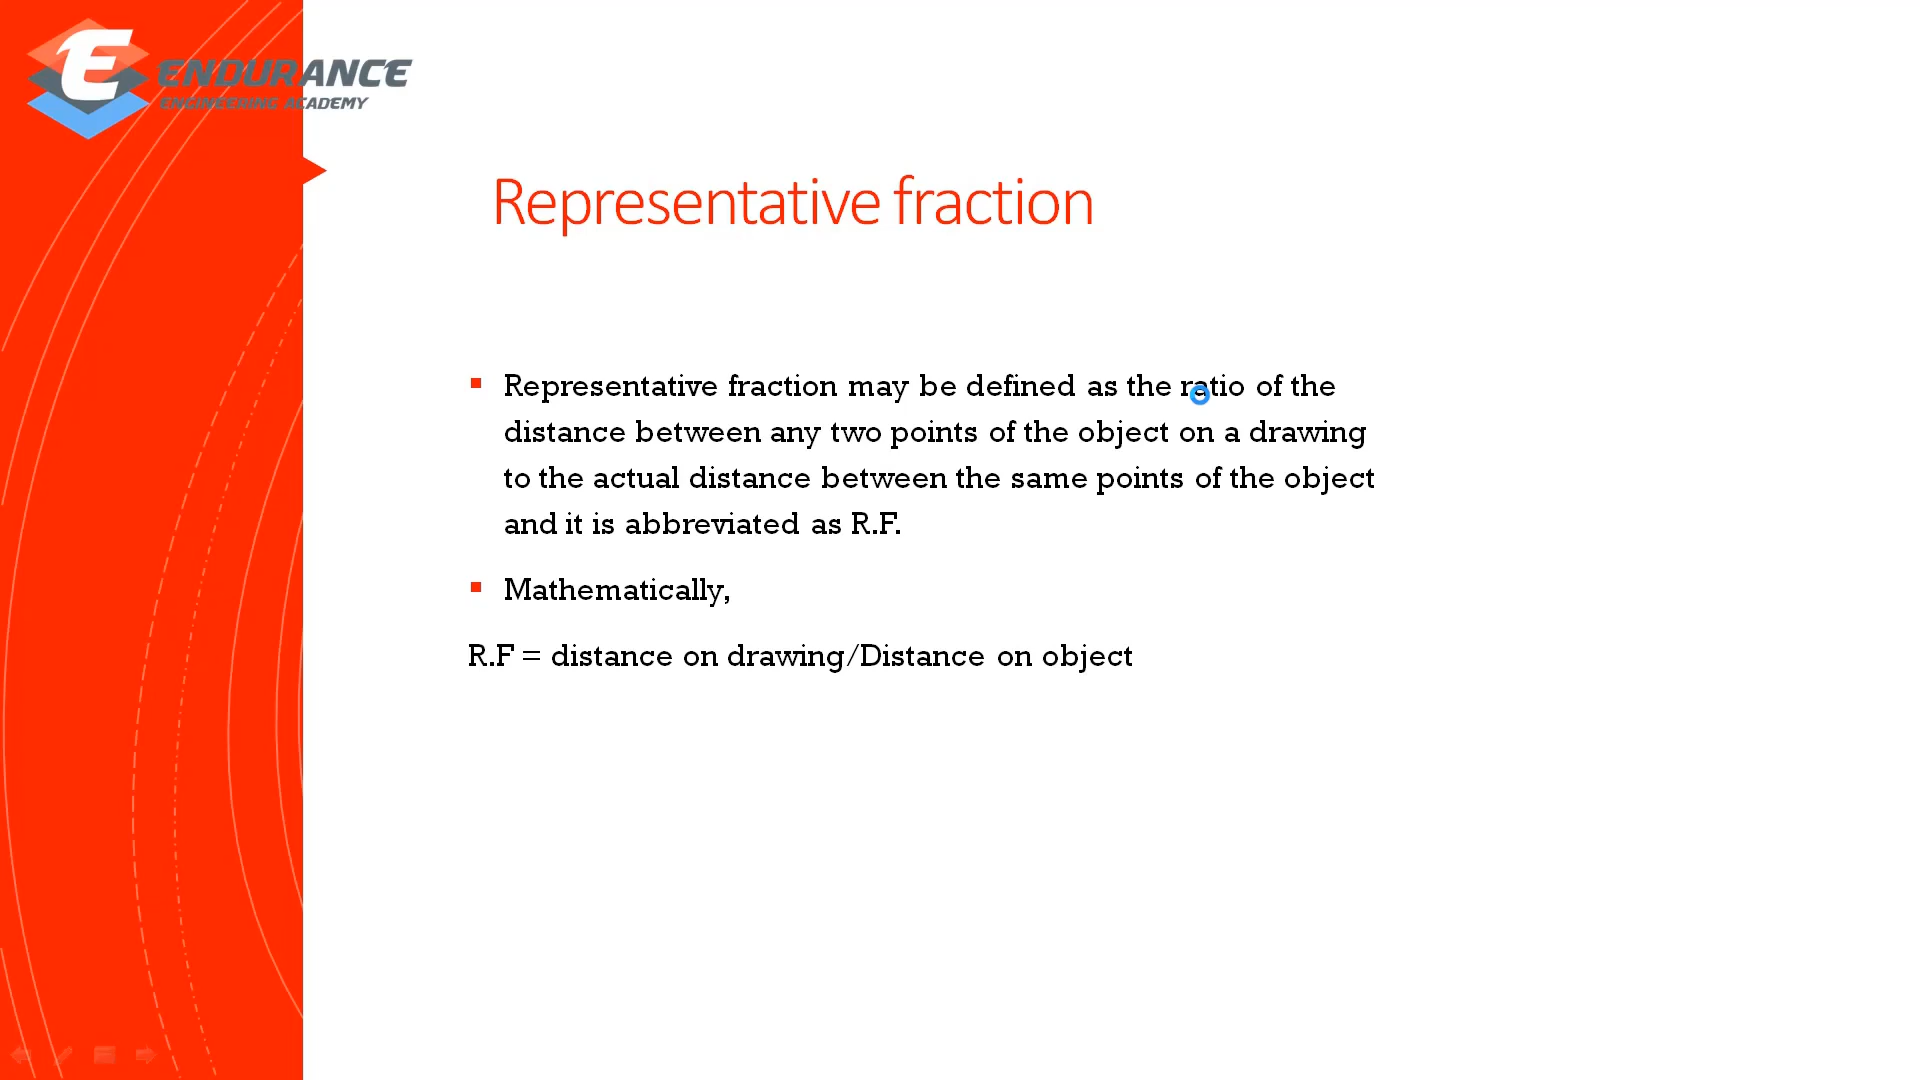 ENDURANCE
ENGINEERING ACADEMY
Representative fraction
Representative fraction may be defined as the ratio of the
distance between any two points of the object on a drawing
to the actual distance between the same points of the object
and it is abbreviated as R.F.
Mathematically,
R.F = distance on drawing/Distance on object